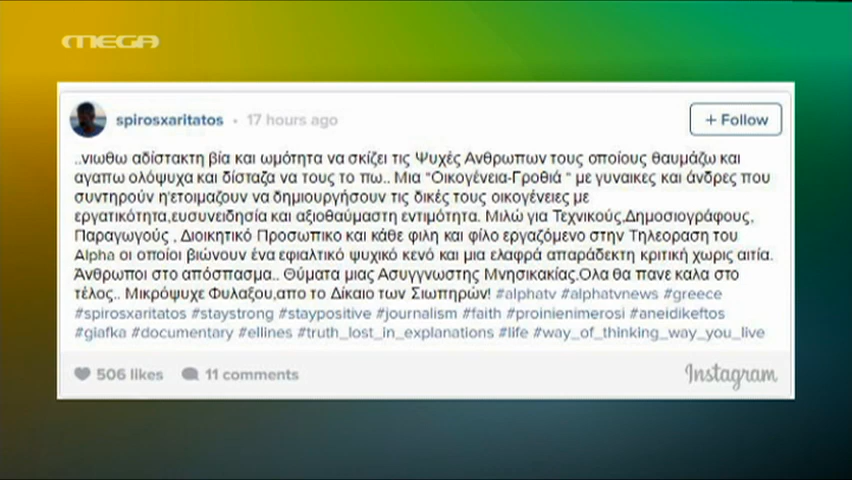 MEGA
spirosxaritatos • 17 hours ago
+ Follow
..νιωθω αδίστακτη βία και ωμότητα να σκίζει τις Ψυχές Ανθρωπων τους οποίους θαυμάζω και
αγαπω ολόψυχα και δίσταζα να τους το πω.. Μια "Οικογένεια-Γροθιά " με γυναικες και άνδρες που
συντηρούν η'ετοιμαζουν να δημιουργήσουν τις δικές τους οικογένειες με
εργατικότητα,ευσυνειδησία και αξιοθαύμαστη εντιμότητα. Μιλώ για Τεχνικούς,Δημοσιογράφους,
Παραγωγούς , Διοικητικό Προσωπικο και κάθε φιλη και φίλο εργαζόμενο στην Τηλεοραση του
Alpha οι οποίοι βιώνουν ένα εφιαλτικό ψυχικό κενό και μια ελαφρά απαράδεκτη κριτική χωρις αιτία.
Άνθρωποι στο απόσπασμα.. Θύματα μιας Ασυγγνωστης Μνησικακίας.Ολα θα πανε καλα στο
τέλος.. Μικρόψυχε Φυλαξου,απο το Δίκαιο των Σιωπηρών! #alphatv #alphatvnews #greece
#spirosxaritatos #staystrong #staypositive #journalism #faith #proinienimerosi #aneidikeftos
#giafka #documentary #ellines #truth_lost_in_explanations #life #way_of_thinking_way_you_live
506 likes 11 comments
Instagram